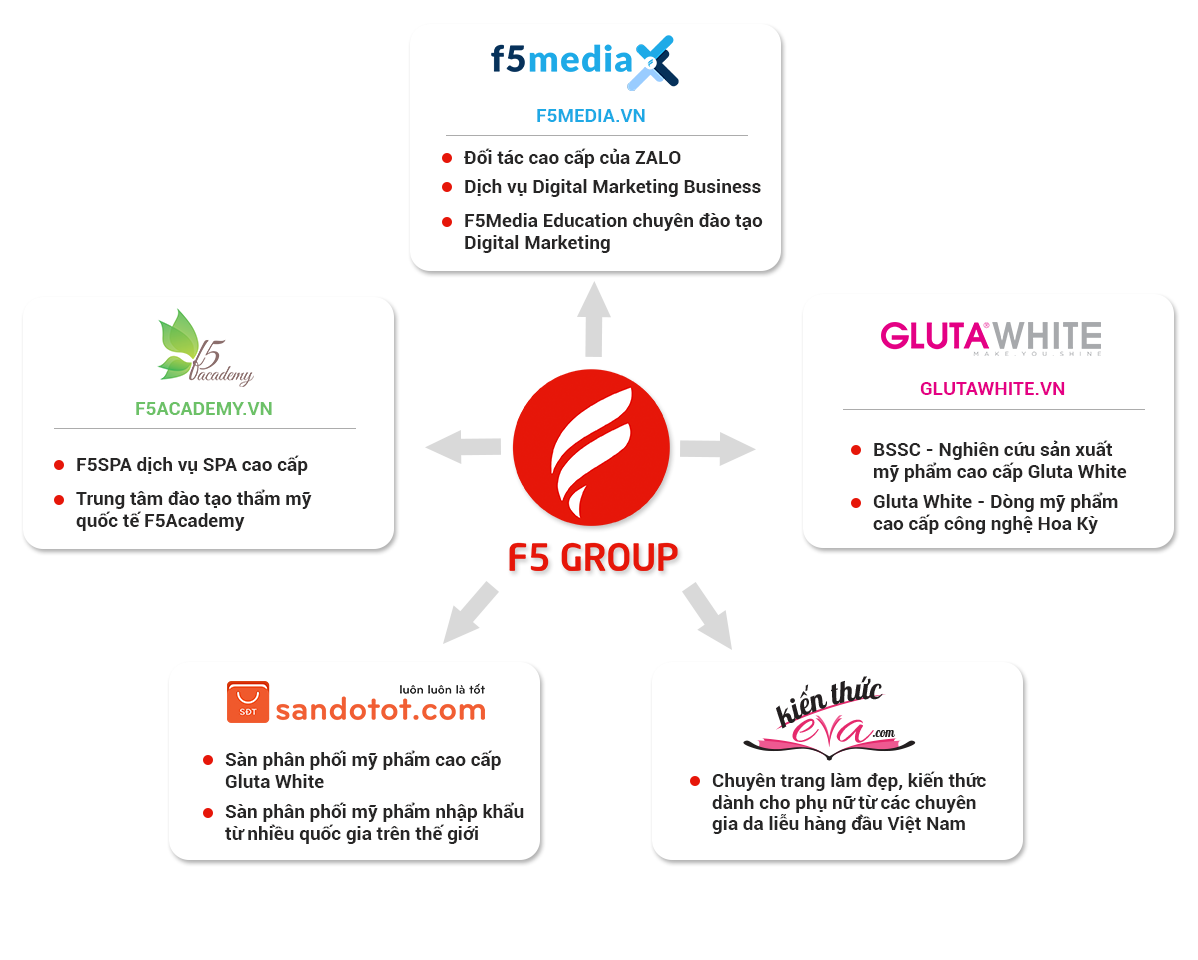 f5media
F5MEDIA.VN
Đối tác cao cấp của ZALO
Dịch vụ Digital Marketing Business
F5Media Education chuyên đào tạo
Digital Marketing
f5
academy
F5ACADEMY.VN
F5SPA dịch vụ SPA cao cấp
Trung tâm đào tạo thẩm mỹ
quốc tế F5Academy
F5 GROUP
GLUTA®WHITE
MAKE.YOU.SHINE
GLUTAWHITE.VN
BSSC - Nghiên cứu sản xuất
mỹ phẩm cao cấp Gluta White
Gluta White - Dòng mỹ phẩm
cao cấp công nghệ Hoa Kỳ
luôn luôn là tốt
SĐT
sandotot.com
Sàn phân phối mỹ phẩm cao cấp
Gluta White
Sàn phân phối mỹ phẩm nhập khẩu
từ nhiều quốc gia trên thế giới
kiến thức
eva.com
Chuyên trang làm đẹp, kiến thức
dành cho phụ nữ từ các chuyên
gia da liễu hàng đầu Việt Nam